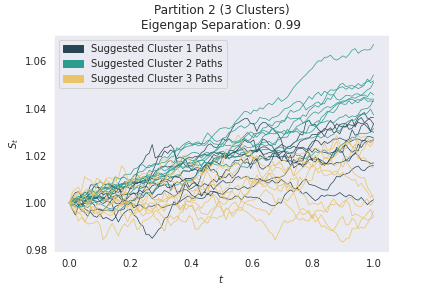 Partition 2 (3 Clusters)
Eigengap Separation: 0.99
Suggested Cluster 1 Paths
Suggested Cluster 2 Paths
Suggested Cluster 3 Paths
1.06
1.04
1.02
1.00
0.98
S_t
0.0 0.2 0.4 0.6 0.8 1.0
t